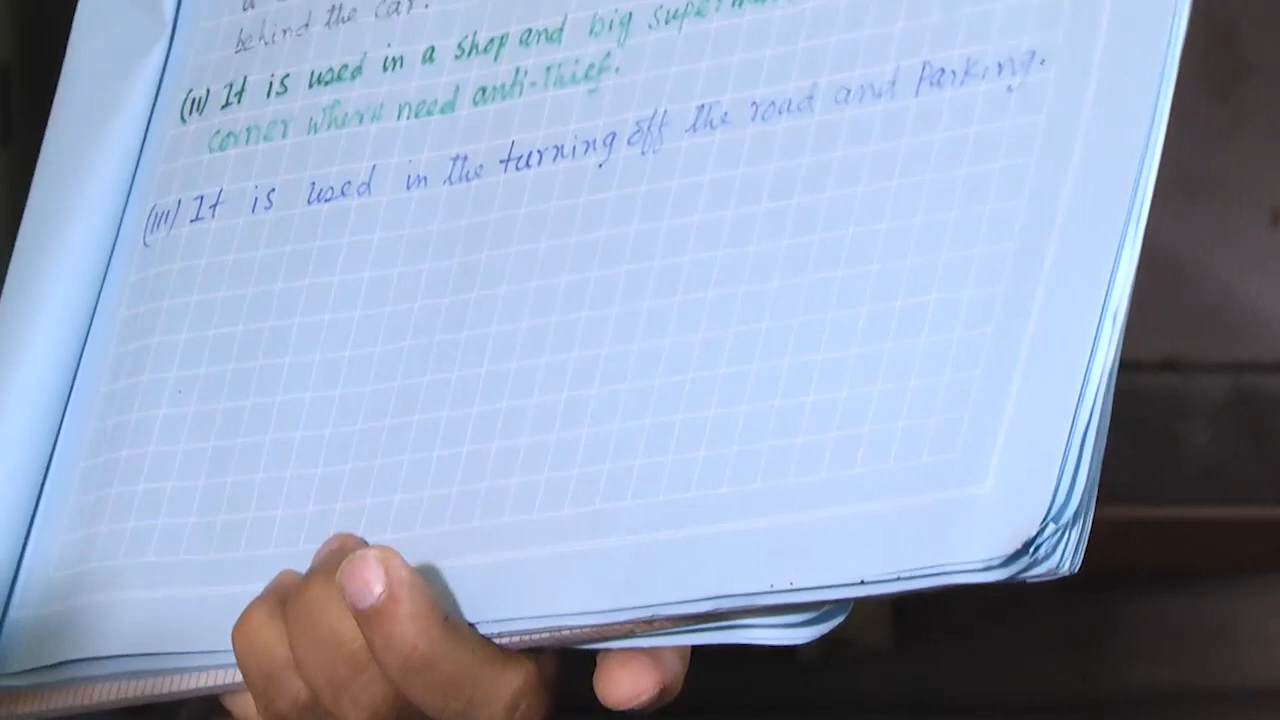 behind the car.
(II) It is used in a shop and big
corner where need anti-Thief.
(III) It is used in the turning off the road and Parking.